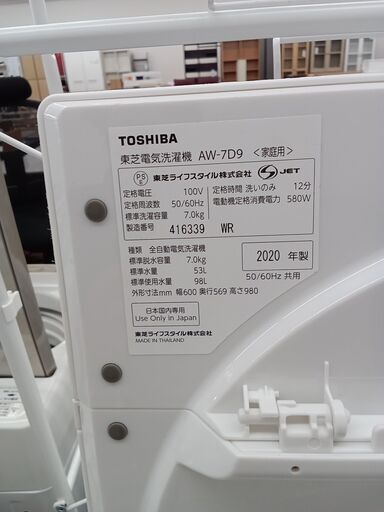 TOSHIBA
東芝電気洗濯機 AW-7D9 <家庭用>
PS E 東芝ライフスタイル株式会社 S JET
定格電圧 100V 定格時間 洗いのみ 12分
定格周波数 50/60Hz 電動機定格消費電力 580W
標準洗濯容量 7.0kg
製造番号 416339 WR
種類 全自動電気洗濯機
標準脱水容量 7.0kg
標準水量 53L
標準使用水量 98L
2020 年製
50/60Hz 共用
外形寸法mm 幅600 奥行569 高さ980
日本国内専用
Use Only in Japan
東芝ライフスタイル株式会社
MADE IN THAILAND